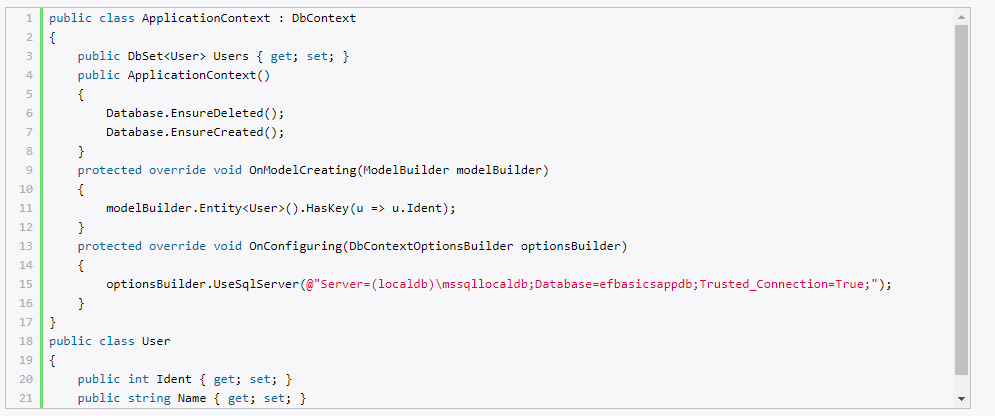 1 public class ApplicationContext : DbContext
2 {
3     public DbSet<User> Users { get; set; }
4     public ApplicationContext()
5     {
6         Database.EnsureDeleted();
7         Database.EnsureCreated();
8     }
9     protected override void OnModelCreating(ModelBuilder modelBuilder)
10     {
11         modelBuilder.Entity<User>().HasKey(u => u.Ident);
12     }
13     protected override void OnConfiguring(DbContextOptionsBuilder optionsBuilder)
14     {
15         optionsBuilder.UseSqlServer(@"Server=(localdb)\mssqllocaldb;Database=efbasicsappdb;Trusted_Connection=True;");
16     }
17 }
18 public class User
19 {
20     public int Ident { get; set; }
21     public string Name { get; set; }